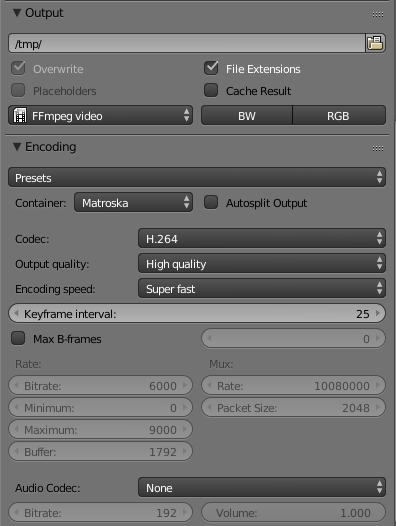 Output
/tmp/
Overwrite
File Extensions
Placeholders
Cache Result
FFmpeg video
BW
RGB
Encoding
Presets
Container: Matroska
Autosplit Output
Codec: H.264
Output quality: High quality
Encoding speed: Super fast
Keyframe interval: 25
Max B-frames 0
Rate: Mux:
Bitrate: 6000 Rate: 10080000
Minimum: 0 Packet Size: 2048
Maximum: 9000
Buffer: 1792
Audio Codec: None
Bitrate: 192 Volume: 1.000